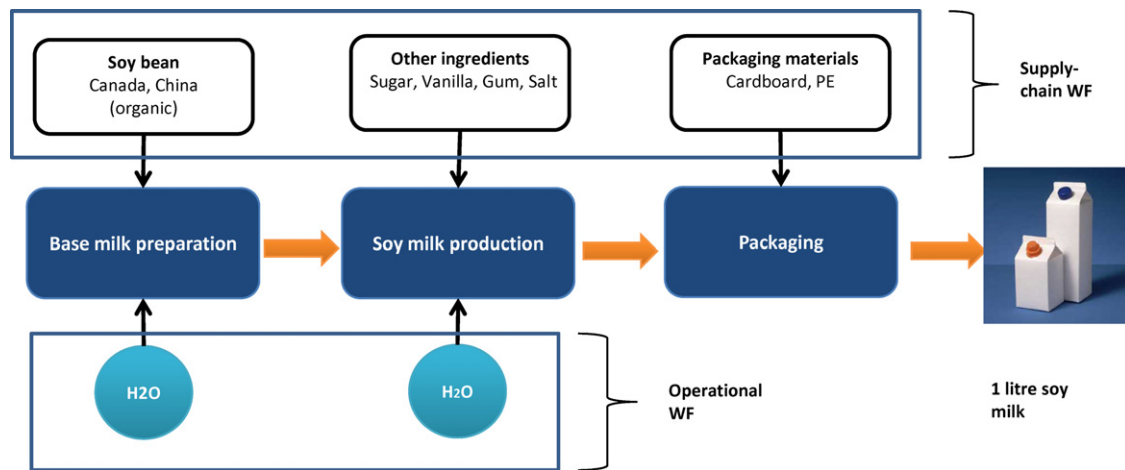 Soy bean
Canada, China
(organic)
Other ingredients
Sugar, Vanilla, Gum, Salt
Packaging materials
Cardboard, PE
Supply-
chain WF
Base milk preparation
Soy milk production
Packaging
H2O
H₂O
Operational
WF
1 litre soy
milk